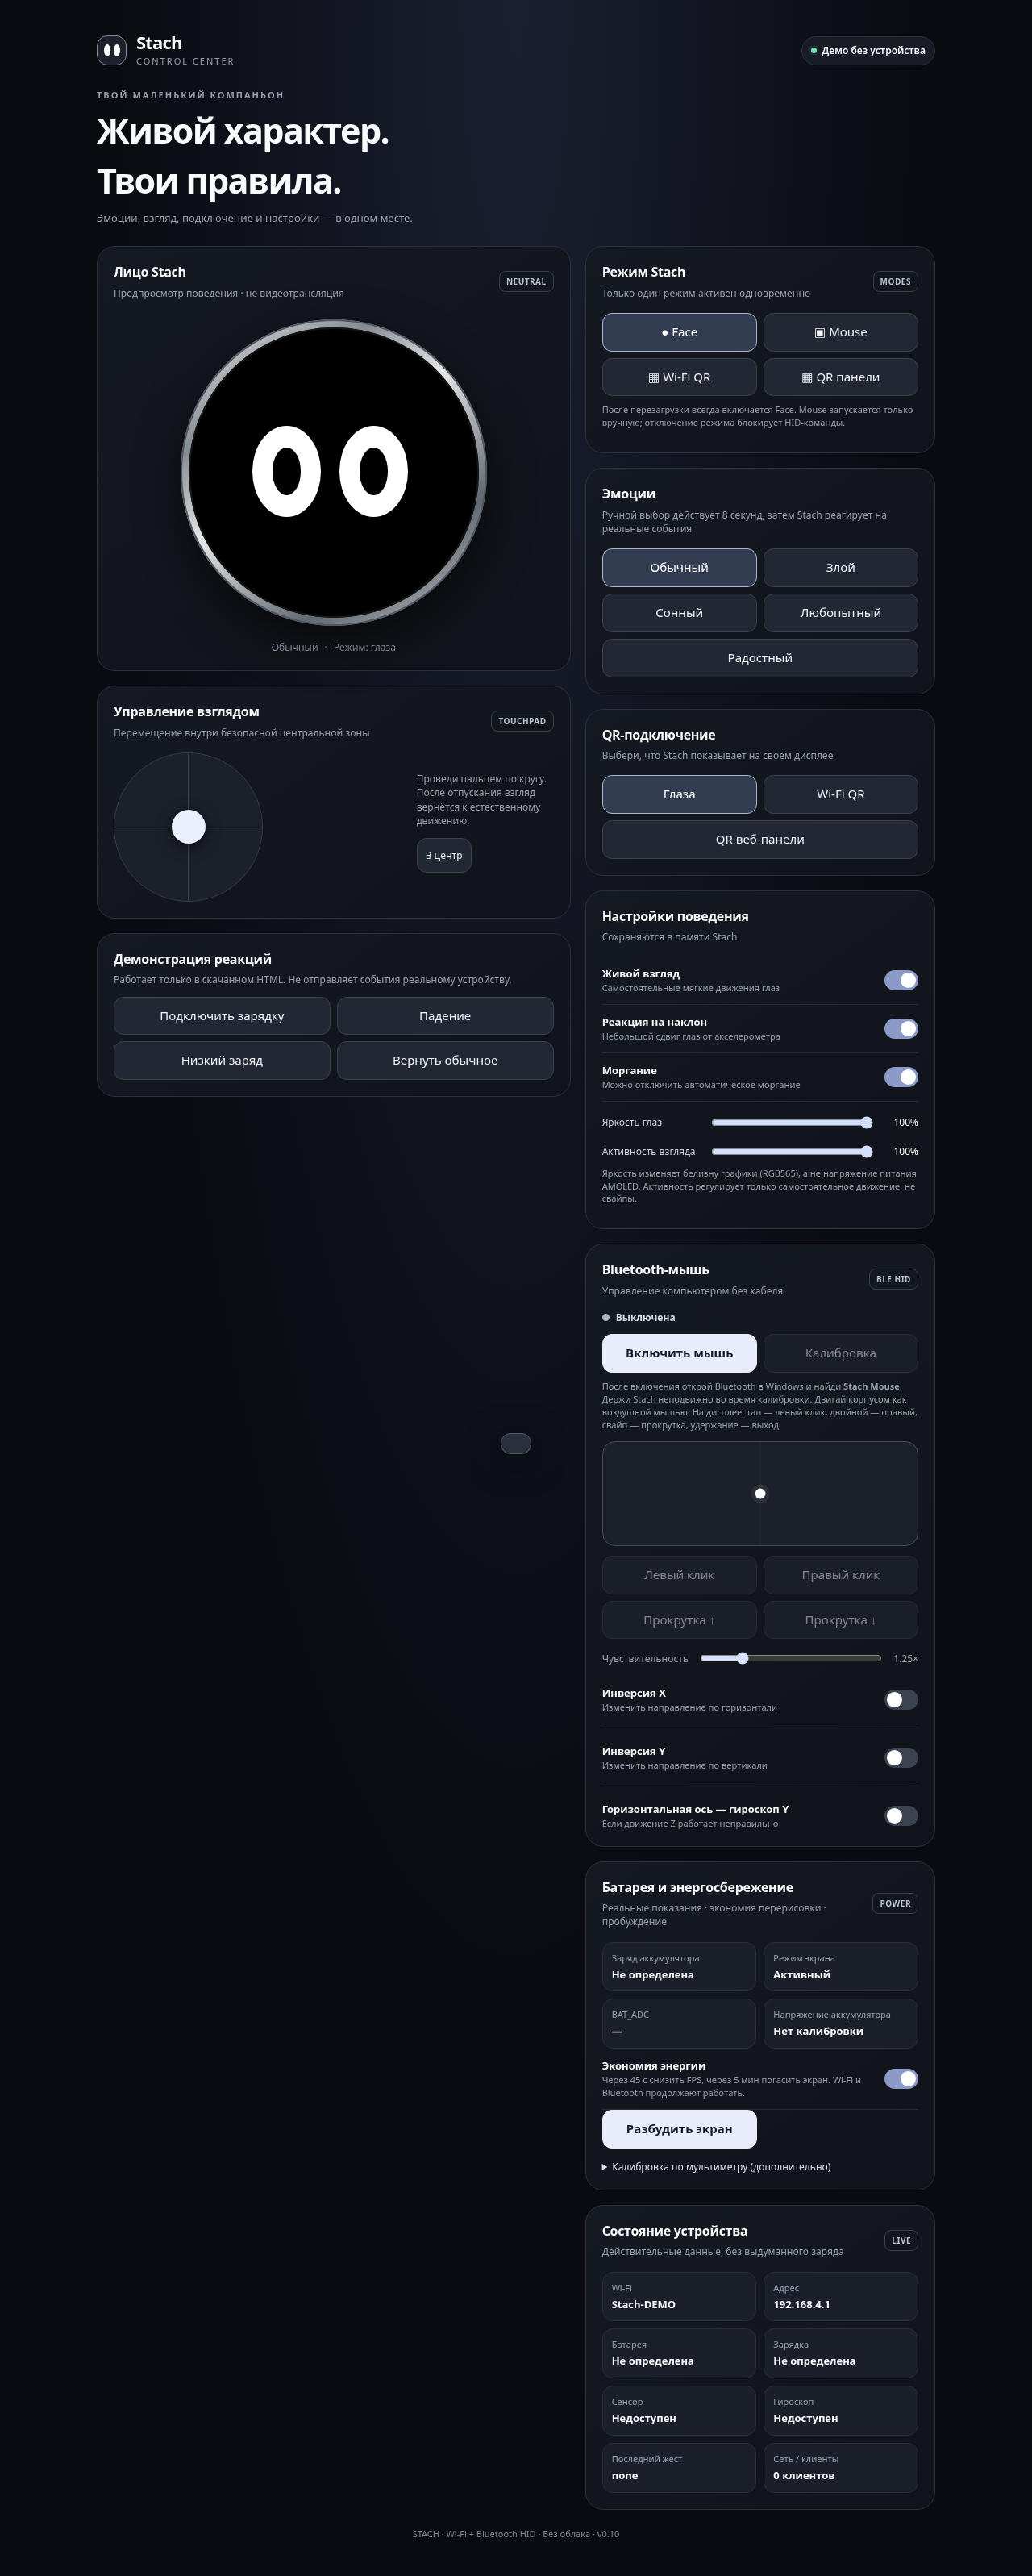 Stach
CONTROL CENTER
Демо без устройства
ТВОЙ МАЛЕНЬКИЙ КОМПАНЬОН
Живой характер.
Твои правила.
Эмоции, взгляд, подключение и настройки — в одном месте.
Лицо Stach
Предпросмотр поведения · не видеотрансляция
NEUTRAL
Обычный · Режим: глаза
Управление взглядом
Перемещение внутри безопасной центральной зоны
TOUCHPAD
Проведи пальцем по кругу.
После отпускания взгляд
вернётся к естественному
движению.
В центр
Демонстрация реакций
Работает только в скачанном HTML. Не отправляет события реальному устройству.
Подключить зарядку
Падение
Низкий заряд
Вернуть обычное
Режим Stach
Только один режим активен одновременно
MODES
● Face
▣ Mouse
▦ Wi-Fi QR
▦ QR панели
После перезагрузки всегда включается Face. Mouse запускается только
вручную; отключение режима блокирует HID-команды.
Эмоции
Ручной выбор действует 8 секунд, затем Stach реагирует на
реальные события
Обычный
Злой
Сонный
Любопытный
Радостный
QR-подключение
Выбери, что Stach показывает на своём дисплее
Глаза
Wi-Fi QR
QR веб-панели
Настройки поведения
Сохраняются в памяти Stach
Живой взгляд
Самостоятельные мягкие движения глаз
Реакция на наклон
Небольшой сдвиг глаз от акселерометра
Моргание
Можно отключить автоматическое моргание
Яркость глаз
100%
Активность взгляда
100%
Яркость изменяет белизну графики (RGB565), а не напряжение питания
AMOLED. Активность регулирует только самостоятельное движение, не
свайпы.
Bluetooth-мышь
Управление компьютером без кабеля
BLE HID
Выключена
Включить мышь
Калибровка
После включения открой Bluetooth в Windows и найди Stach Mouse.
Держи Stach неподвижно во время калибровки. Двигай корпусом как
воздушной мышью. На дисплее: тап — левый клик, двойной — правый,
свайп — прокрутка, удержание — выход.
Левый клик
Правый клик
Прокрутка ↑
Прокрутка ↓
Чувствительность
1.25×
Инверсия X
Изменить направление по горизонтали
Инверсия Y
Изменить направление по вертикали
Горизонтальная ось — гироскоп Y
Если движение Z работает неправильно
Батарея и энергосбережение
Реальные показания · экономия перерисовки ·
пробуждение
POWER
Заряд аккумулятора
Не определена
Режим экрана
Активный
BAT_ADC
—
Напряжение аккумулятора
Нет калибровки
Экономия энергии
Через 45 с снизить FPS, через 5 мин погасить экран. Wi-Fi и
Bluetooth продолжают работать.
Разбудить экран
▶ Калибровка по мультиметру (дополнительно)
Состояние устройства
Действительные данные, без выдуманного заряда
LIVE
Wi-Fi
Stach-DEMO
Адрес
192.168.4.1
Батарея
Не определена
Зарядка
Не определена
Сенсор
Недоступен
Гироскоп
Недоступен
Последний жест
none
Сеть / клиенты
0 клиентов
STACH · Wi-Fi + Bluetooth HID · Без облака · v0.10